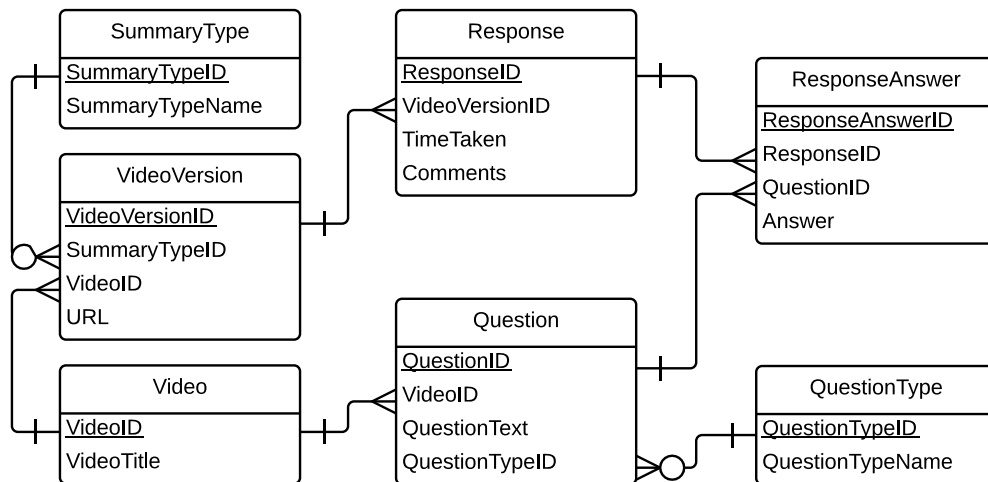 SummaryType
SummaryTypeID
SummaryTypeName
VideoVersion
VideoVersionID
SummaryTypeID
VideoID
URL
Video
VideoID
VideoTitle
Response
ResponseID
VideoVersionID
TimeTaken
Comments
Question
QuestionID
VideoID
QuestionText
QuestionTypeID
ResponseAnswer
ResponseAnswerID
ResponseID
QuestionID
Answer
QuestionType
QuestionTypeID
QuestionTypeName